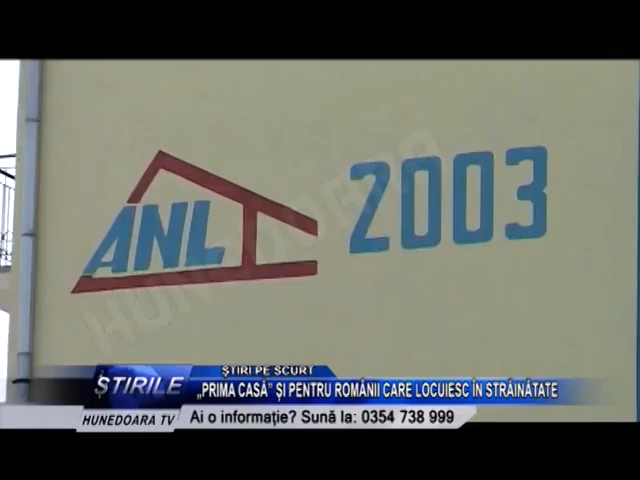 ANL 2003
HUNEDOARA
ȘTIRI PE SCURT
ȘTIRILE
„PRIMA CASĂ” ȘI PENTRU ROMÂNII CARE LOCUIESC ÎN STRĂINĂTATE
HUNEDOARA TV
Ai o informație? Sună la: 0354 738 999